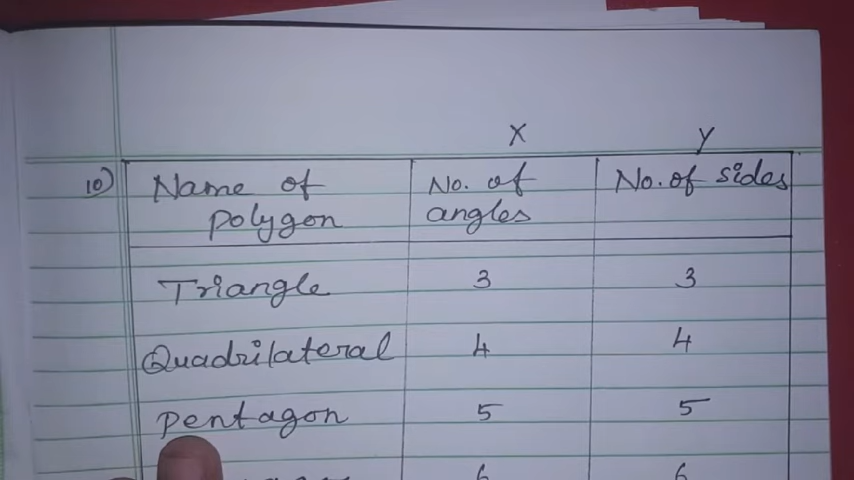 X Y
10) Name of polygon No. of angles No. of sides
Triangle 3 3
Quadrilateral 4 4
Pentagon 5 5
6 6